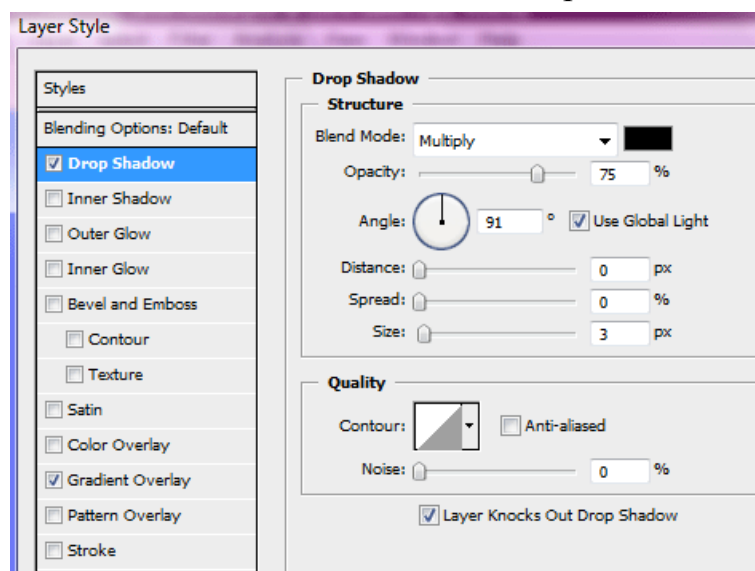 Layer Style
Styles
Blending Options: Default
Drop Shadow
Inner Shadow
Outer Glow
Inner Glow
Bevel and Emboss
Contour
Texture
Satin
Color Overlay
Gradient Overlay
Pattern Overlay
Stroke
Drop Shadow
Structure
Blend Mode: Multiply
Opacity: 75 %
Angle: 91 ° Use Global Light
Distance: 0 px
Spread: 0 %
Size: 3 px
Quality
Contour: Anti-aliased
Noise: 0 %
Layer Knocks Out Drop Shadow